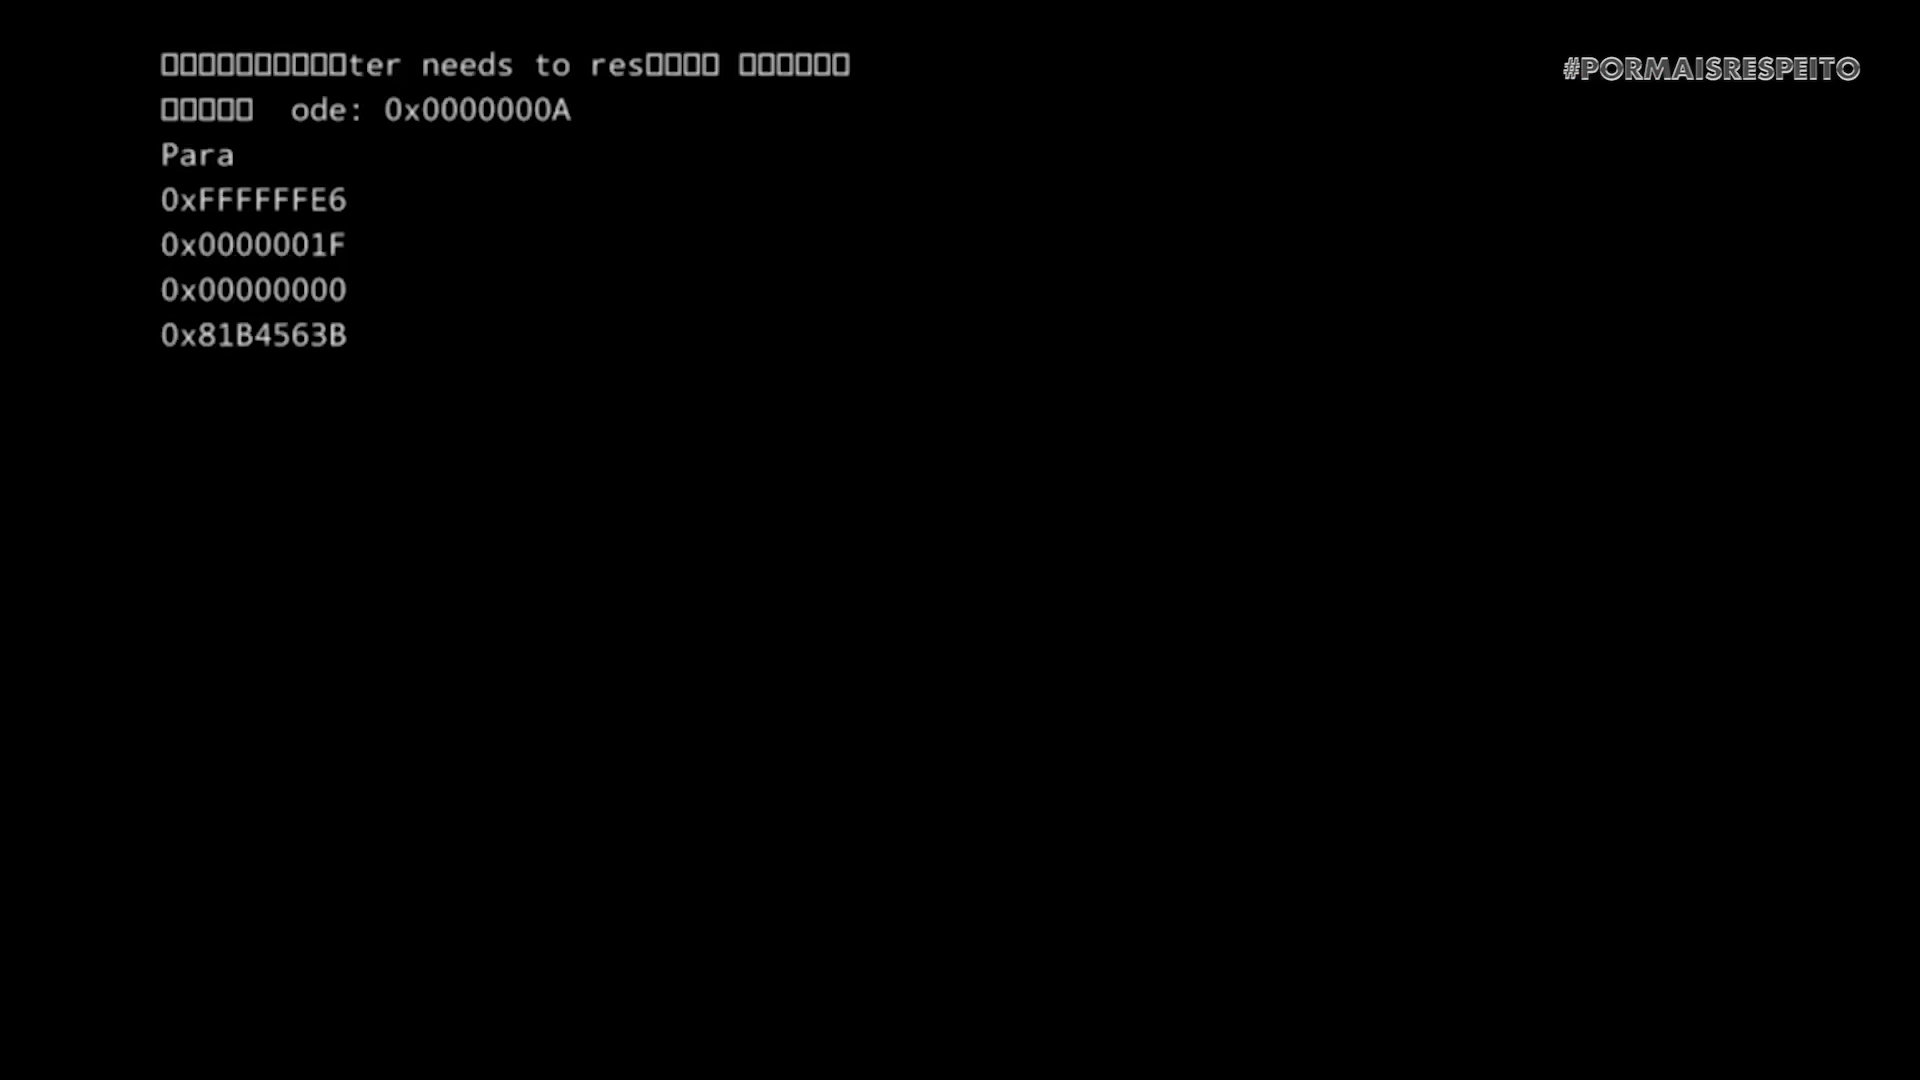 ▯▯▯▯▯▯▯▯▯▯ter needs to res▯▯▯▯ ▯▯▯▯▯▯
▯▯▯▯▯  ode: 0x0000000A
Para
0xFFFFFFE6
0x0000001F
0x00000000
0x81B4563B
#PORMAISRESPEITO